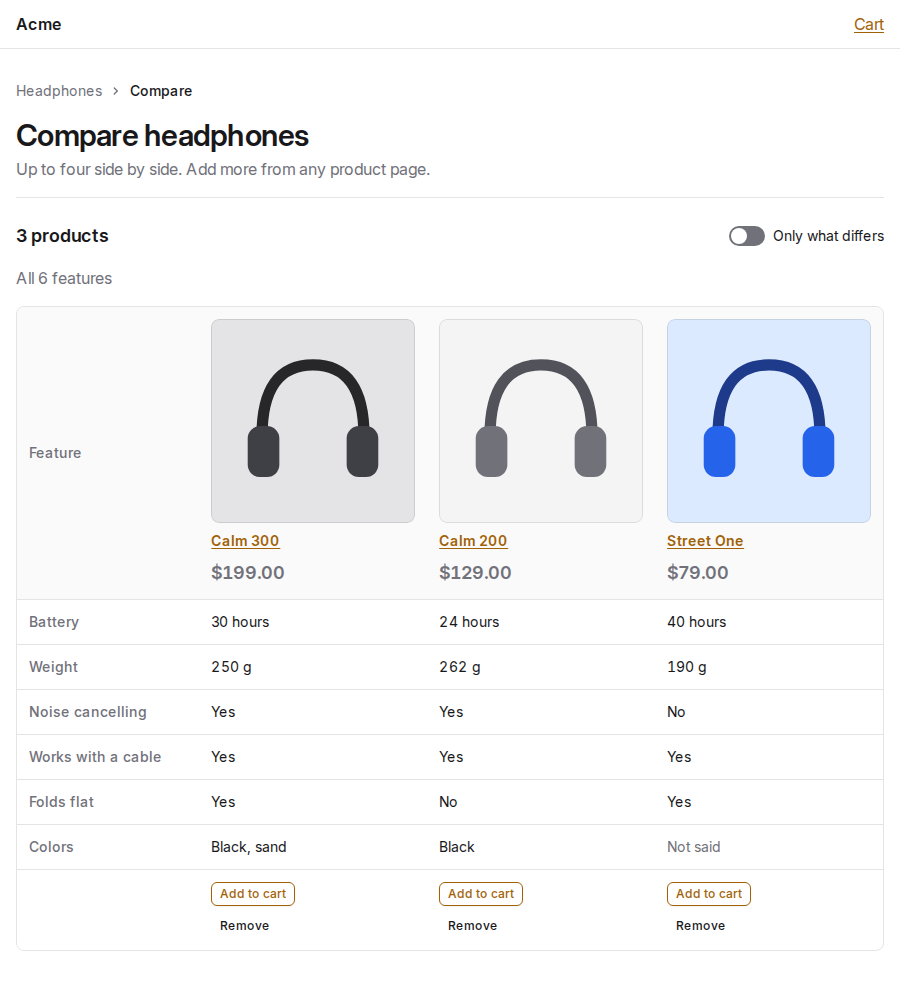 Acme
Cart
Headphones > Compare
Compare headphones
Up to four side by side. Add more from any product page.
3 products
Only what differs
All 6 features
Feature
Calm 300
$199.00
Calm 200
$129.00
Street One
$79.00
Battery 30 hours 24 hours 40 hours
Weight 250 g 262 g 190 g
Noise cancelling Yes Yes No
Works with a cable Yes Yes Yes
Folds flat Yes No Yes
Colors Black, sand Black Not said
Add to cart Add to cart Add to cart
Remove Remove Remove